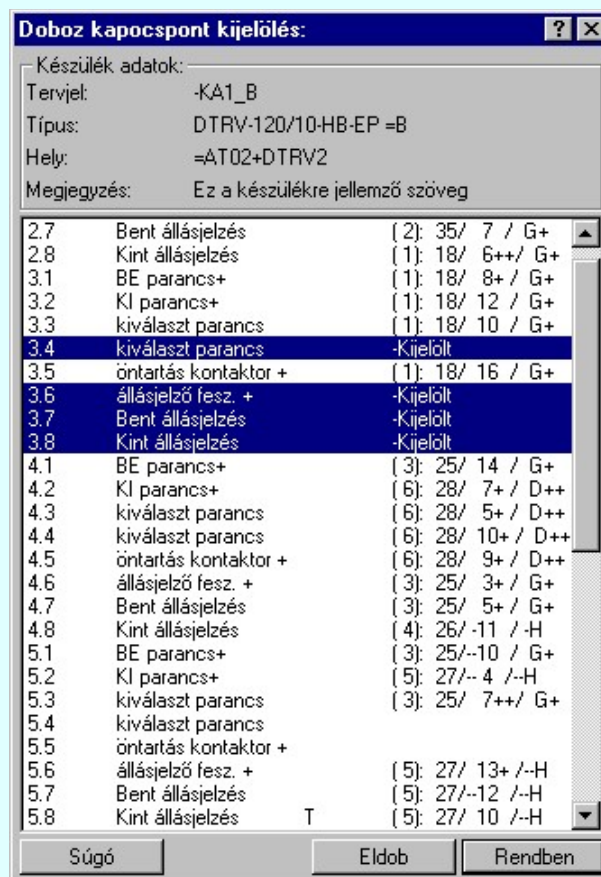 Doboz kapocspont kijelölés:
Készülék adatok:
Tervjel: -KA1_B
Típus: DTRV-120/10-HB-EP =B
Hely: =AT02+DTRV2
Megjegyzés: Ez a készülékre jellemző szöveg
2.7 Bent állásjelzés ( 2): 35/ 7 / G+
2.8 Kint állásjelzés ( 1): 18/ 6++/ G+
3.1 BE parancs+ ( 1): 18/ 8+ / G+
3.2 KI parancs+ ( 1): 18/ 12 / G+
3.3 kiválaszt parancs ( 1): 18/ 10 / G+
3.4 kiválaszt parancs -Kijelölt
3.5 öntartás kontaktor + ( 1): 18/ 16 / G+
3.6 állásjelző fesz. + -Kijelölt
3.7 Bent állásjelzés -Kijelölt
3.8 Kint állásjelzés -Kijelölt
4.1 BE parancs+ ( 3): 25/ 14 / G+
4.2 KI parancs+ ( 6): 28/ 7+ / D++
4.3 kiválaszt parancs ( 6): 28/ 5+ / D++
4.4 kiválaszt parancs ( 6): 28/ 10+ / D++
4.5 öntartás kontaktor + ( 6): 28/ 9+ / D++
4.6 állásjelző fesz. + ( 3): 25/ 3+ / G+
4.7 Bent állásjelzés ( 3): 25/ 5+ / G+
4.8 Kint állásjelzés ( 4): 26/ -11 / -H
5.1 BE parancs+ ( 3): 25/--10 / G+
5.2 KI parancs+ ( 5): 27/-- 4 /--H
5.3 kiválaszt parancs ( 3): 25/ 7++/ G+
5.4 kiválaszt parancs
5.5 öntartás kontaktor +
5.6 állásjelző fesz. + ( 5): 27/ 13+ /--H
5.7 Bent állásjelzés ( 5): 27/--12 /--H
5.8 Kint állásjelzés T ( 5): 27/ 10 /--H
Súgó Eldob Rendben